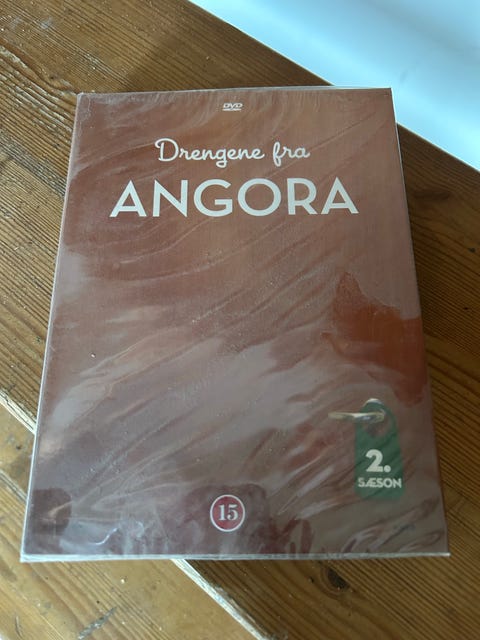 DVD
Drengene fra
ANGORA
2.
SÆSON
15